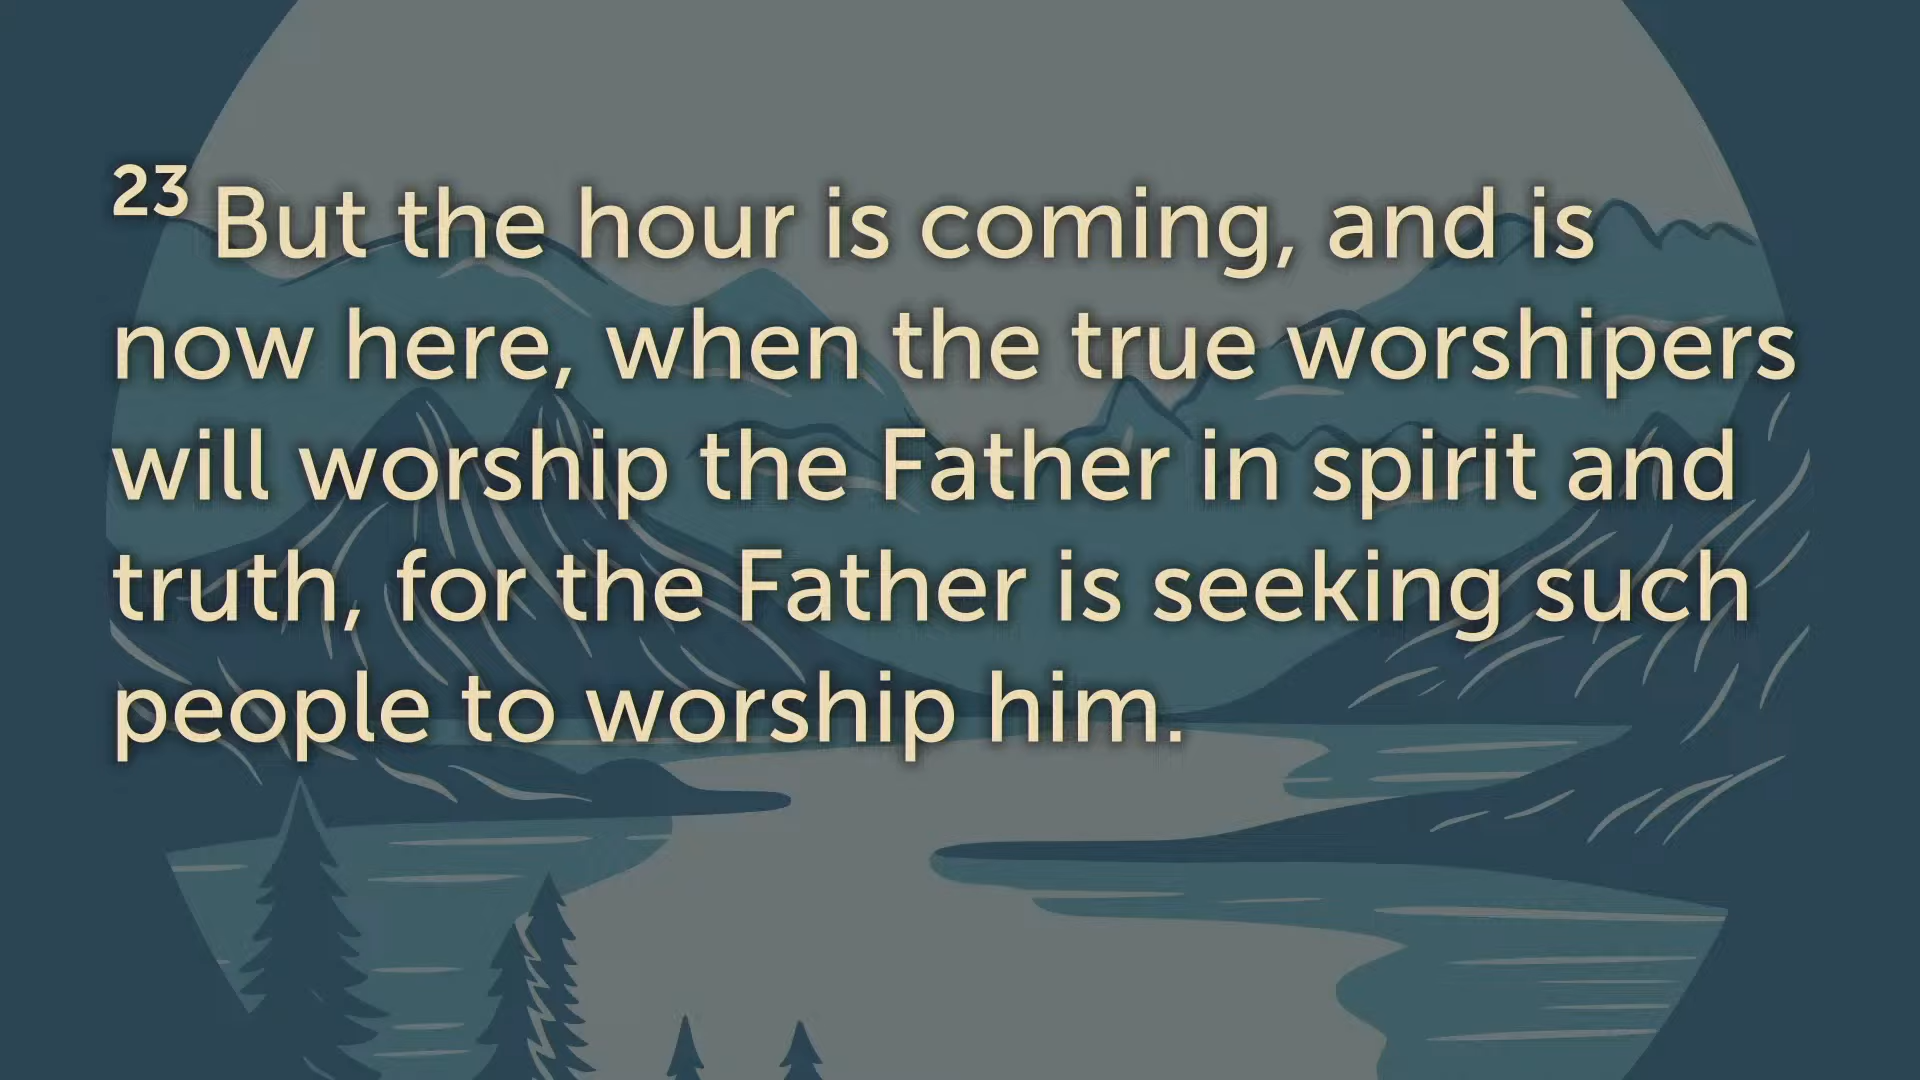 23 But the hour is coming, and is
now here, when the true worshipers
will worship the Father in spirit and
truth, for the Father is seeking such
people to worship him.